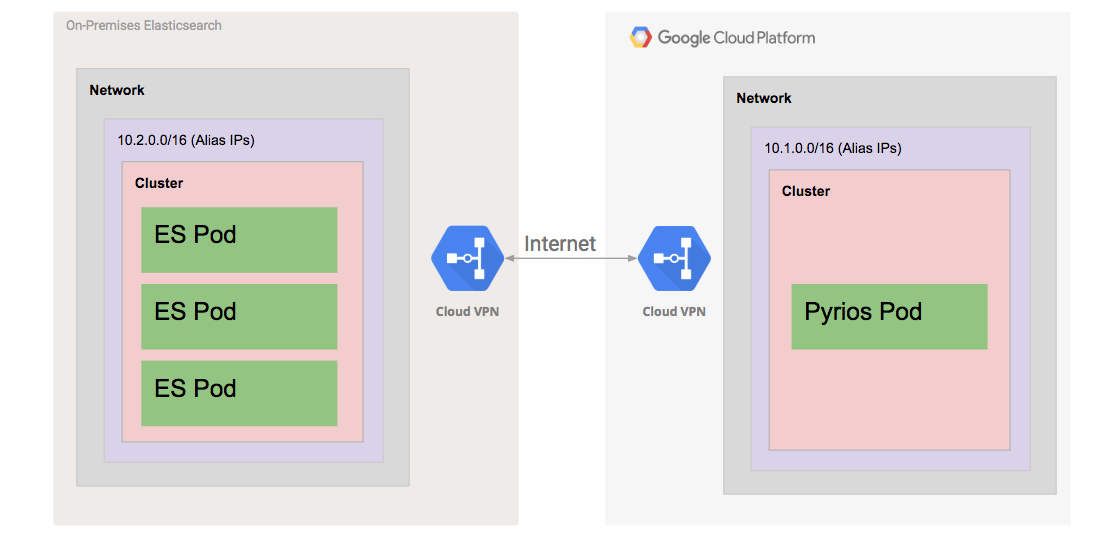 On-Premises Elasticsearch
Network
10.2.0.0/16 (Alias IPs)
Cluster
ES Pod
ES Pod
ES Pod
Cloud VPN
Internet
Google Cloud Platform
Network
10.1.0.0/16 (Alias IPs)
Cluster
Pyrios Pod
Cloud VPN